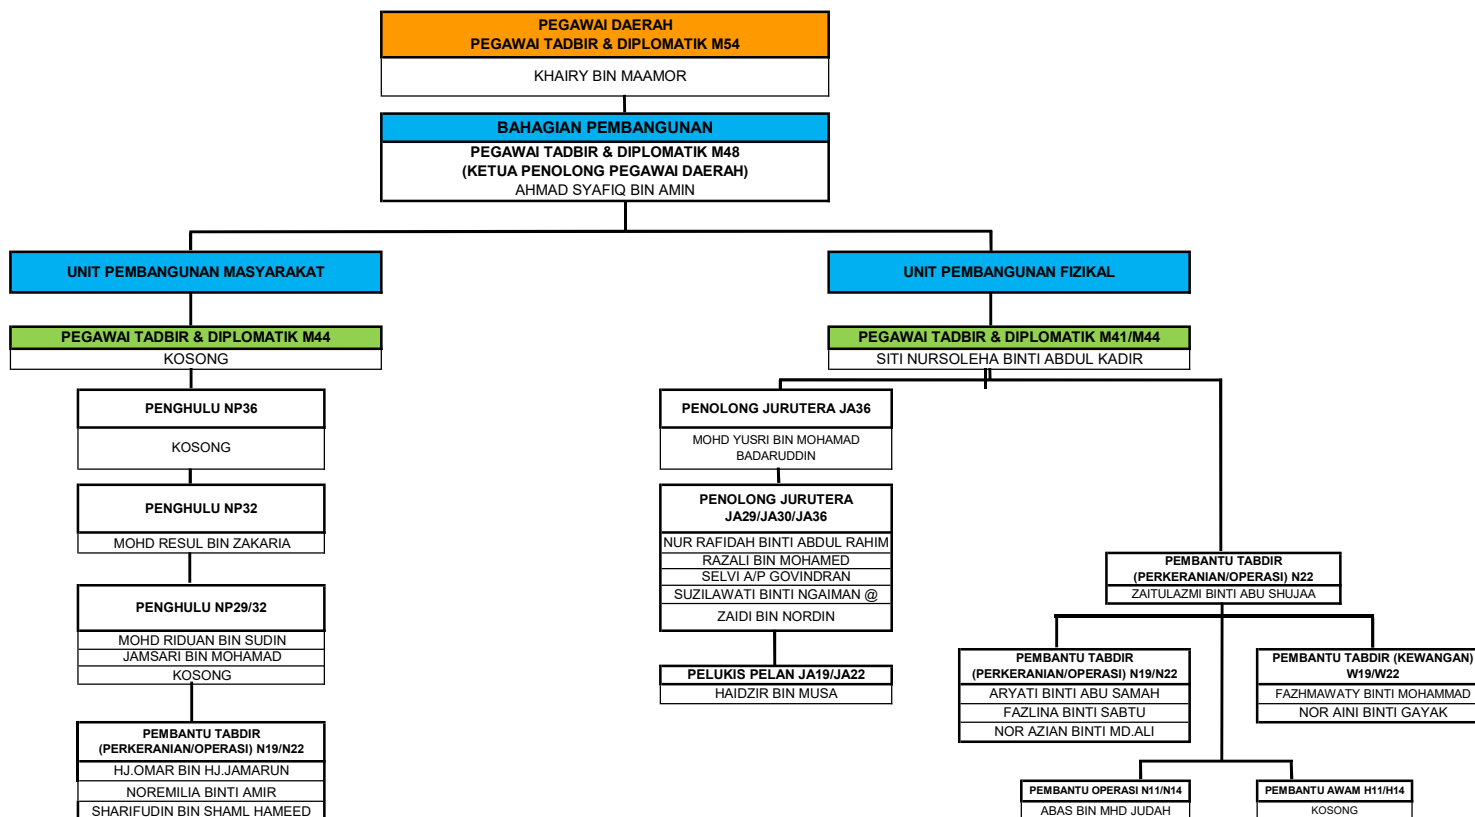 PEGAWAI DAERAH
PEGAWAI TADBIR & DIPLOMATIK M54
KHAIRY BIN MAAMOR
BAHAGIAN PEMBANGUNAN
PEGAWAI TADBIR & DIPLOMATIK M48
(KETUA PENOLONG PEGAWAI DAERAH)
AHMAD SYAFIQ BIN AMIN
UNIT PEMBANGUNAN MASYARAKAT
PEGAWAI TADBIR & DIPLOMATIK M44
KOSONG
PENGHULU NP36
KOSONG
PENGHULU NP32
MOHD RESUL BIN ZAKARIA
PENGHULU NP29/32
MOHD RIDUAN BIN SUDIN
JAMSARI BIN MOHAMAD
KOSONG
PEMBANTU TABDIR
(PERKERANIAN/OPERASI) N19/N22
HJ.OMAR BIN HJ.JAMARUN
NOREMILIA BINTI AMIR
SHARIFUDIN BIN SHAML HAMEED
UNIT PEMBANGUNAN FIZIKAL
PEGAWAI TADBIR & DIPLOMATIK M41/M44
SITI NURSOLEHA BINTI ABDUL KADIR
PENOLONG JURUTERA JA36
MOHD YUSRI BIN MOHAMAD
BADARUDDIN
PENOLONG JURUTERA
JA29/JA30/JA36
NUR RAFIDAH BINTI ABDUL RAHIM
RAZALI BIN MOHAMED
SELVI A/P GOVINDRAN
SUZILAWATI BINTI NGAIMAN @
ZAIDI BIN NORDIN
PELUKIS PELAN JA19/JA22
HAIDZIR BIN MUSA
PEMBANTU TABDIR
(PERKERANIAN/OPERASI) N22
ZAITULAZMI BINTI ABU SHUJAA
PEMBANTU TABDIR
(PERKERANIAN/OPERASI) N19/N22
ARYATI BINTI ABU SAMAH
FAZLINA BINTI SABTU
NOR AZIAN BINTI MD.ALI
PEMBANTU TABDIR (KEWANGAN)
W19/W22
FAZHMAWATY BINTI MOHAMMAD
NOR AINI BINTI GAYAK
PEMBANTU OPERASI N11/N14
ABAS BIN MHD JUDAH
PEMBANTU AWAM H11/H14
KOSONG